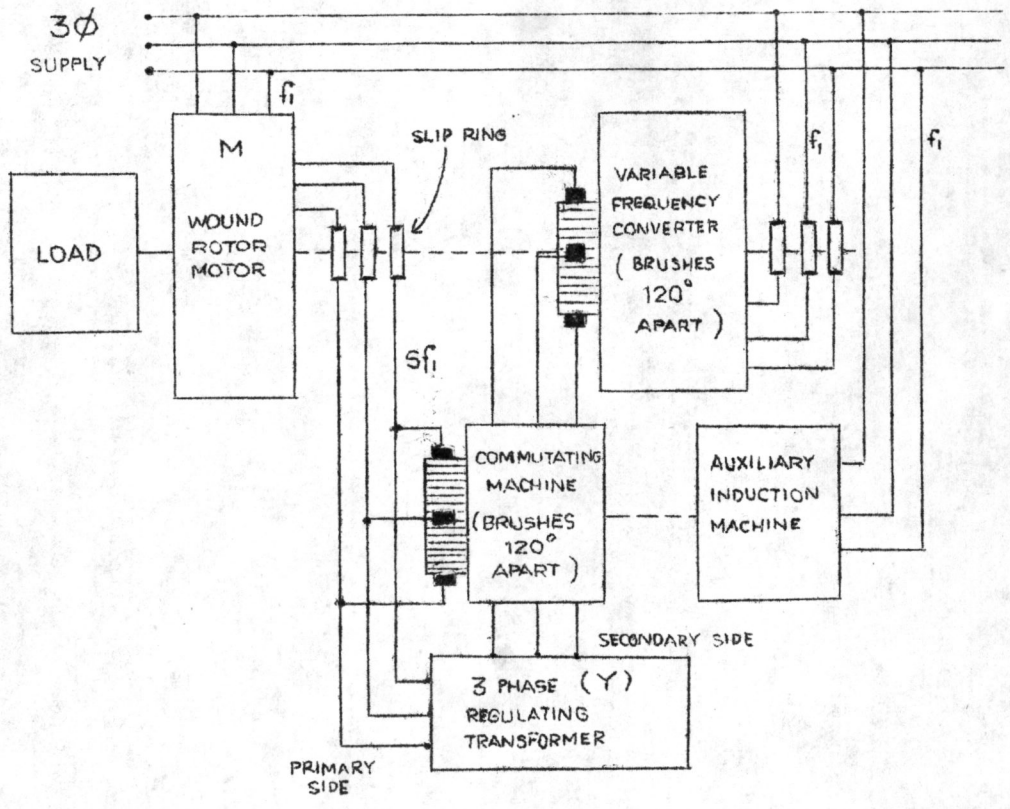 3Ø
SUPPLY
f1
M
WOUND
ROTOR
MOTOR
LOAD
SLIP RING
VARIABLE
FREQUENCY
CONVERTER
( BRUSHES
120°
APART )
f1
f1
Sf1
COMMUTATING
MACHINE
(BRUSHES
120°
APART )
AUXILIARY
INDUCTION
MACHINE
SECONDARY SIDE
3 PHASE (Y)
REGULATING
TRANSFORMER
PRIMARY
SIDE